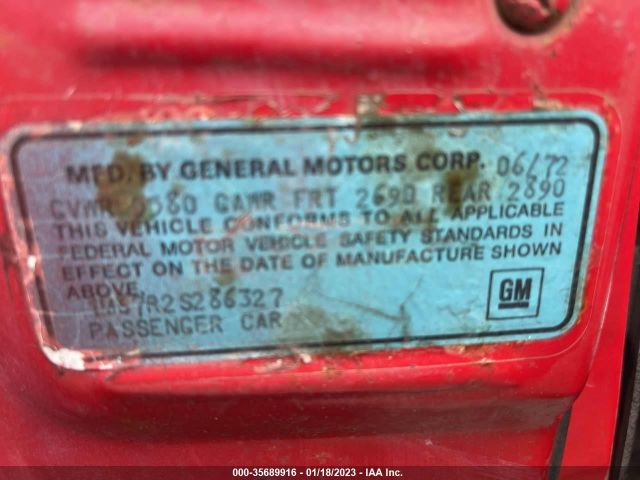 MFD. BY GENERAL MOTORS CORP. 06/72
GVWR 5580 GAWR FRT 2690 REAR 2890
THIS VEHICLE CONFORMS TO ALL APPLICABLE
FEDERAL MOTOR VEHICLE SAFETY STANDARDS IN
EFFECT ON THE DATE OF MANUFACTURE SHOWN
ABOVE.
PASSENGER CAR
GM
000-35689916 - 01/18/2023 - IAA Inc.